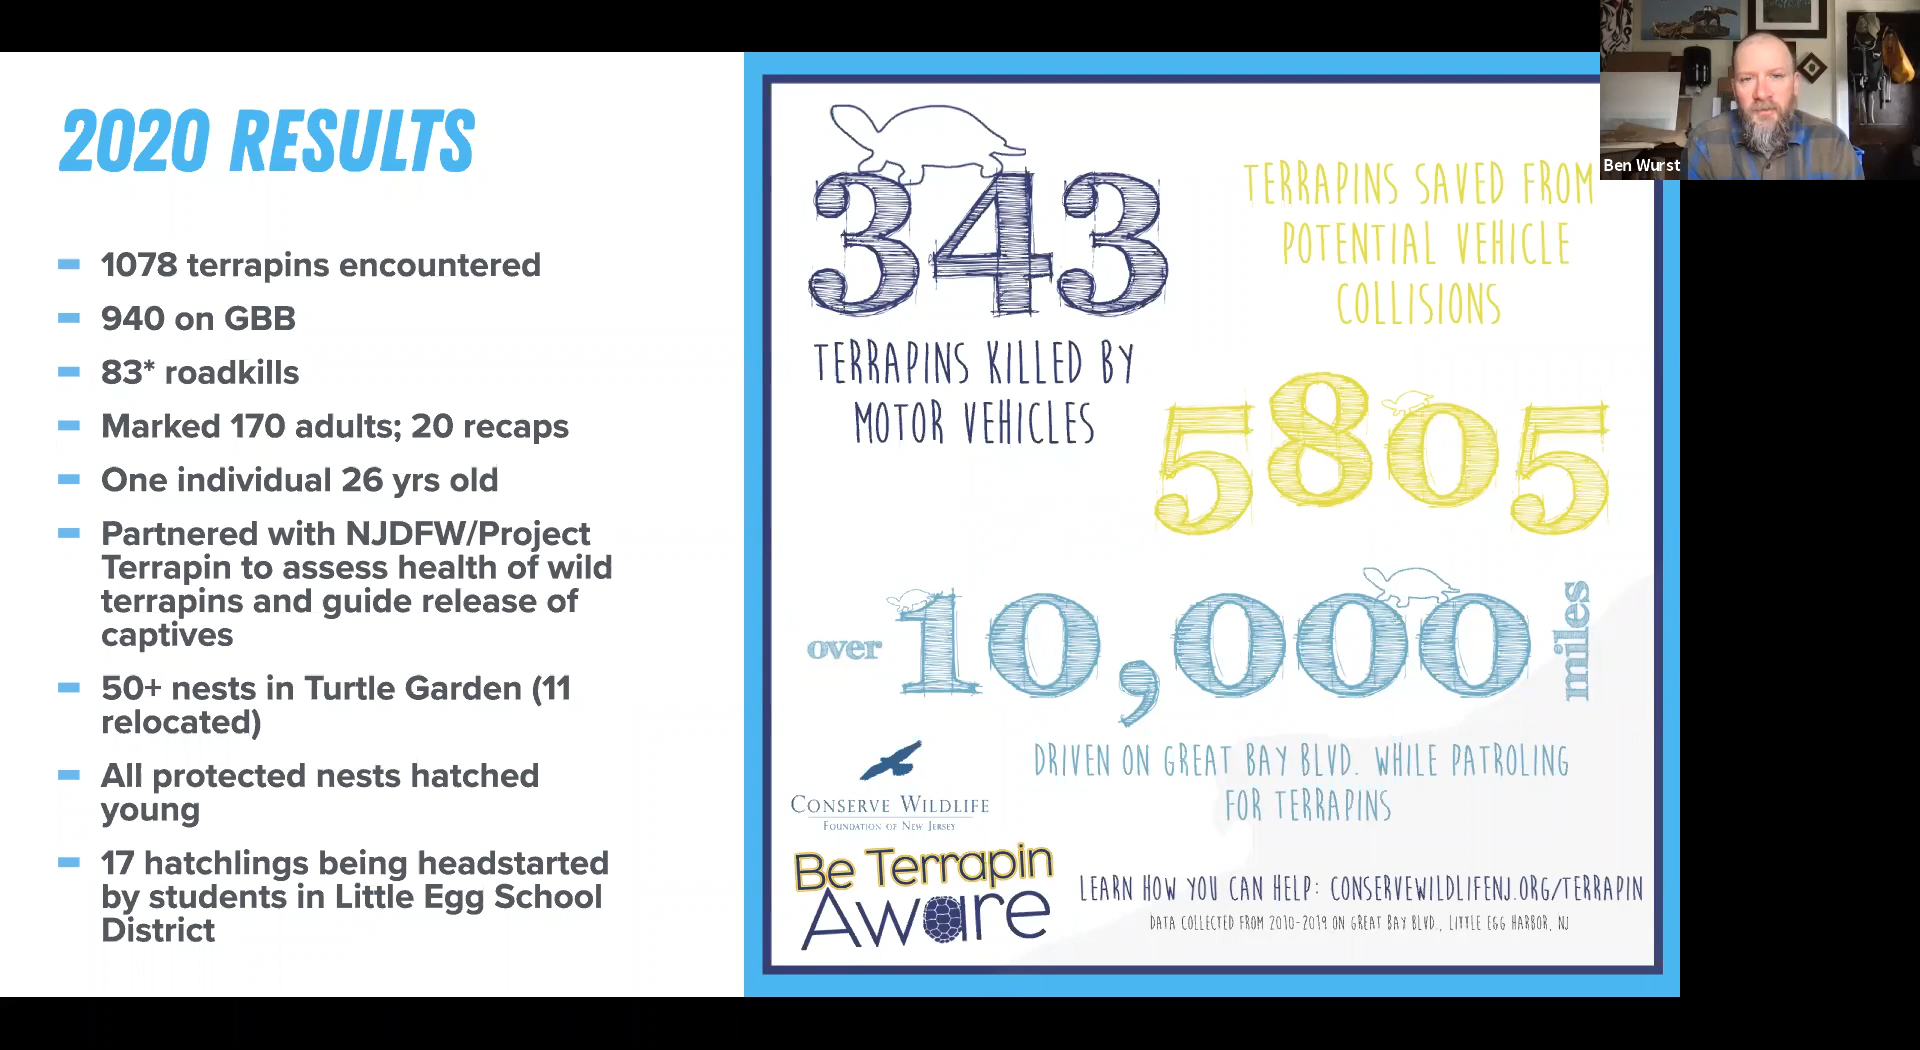 2020 RESULTS
1078 terrapins encountered
940 on GBB
83* roadkills
Marked 170 adults; 20 recaps
One individual 26 yrs old
Partnered with NJDFW/Project
Terrapin to assess health of wild
terrapins and guide release of
captives
50+ nests in Turtle Garden (11
relocated)
All protected nests hatched
young
17 hatchlings being headstarted
by students in Little Egg School
District
343
TERRAPINS KILLED BY
MOTOR VEHICLES
TERRAPINS SAVED FROM
POTENTIAL VEHICLE
COLLISIONS
5805
over 10,000 miles
DRIVEN ON GREAT BAY BLVD. WHILE PATROLING
FOR TERRAPINS
CONSERVE WILDLIFE
FOUNDATION OF NEW JERSEY
Be Terrapin
Aware
LEARN HOW YOU CAN HELP: CONSERVEWILDLIFENJ.ORG/TERRAPIN
DATA COLLECTED FROM 2010-2019 ON GREAT BAY BLVD., LITTLE EGG HARBOR, NJ
Ben Wurst